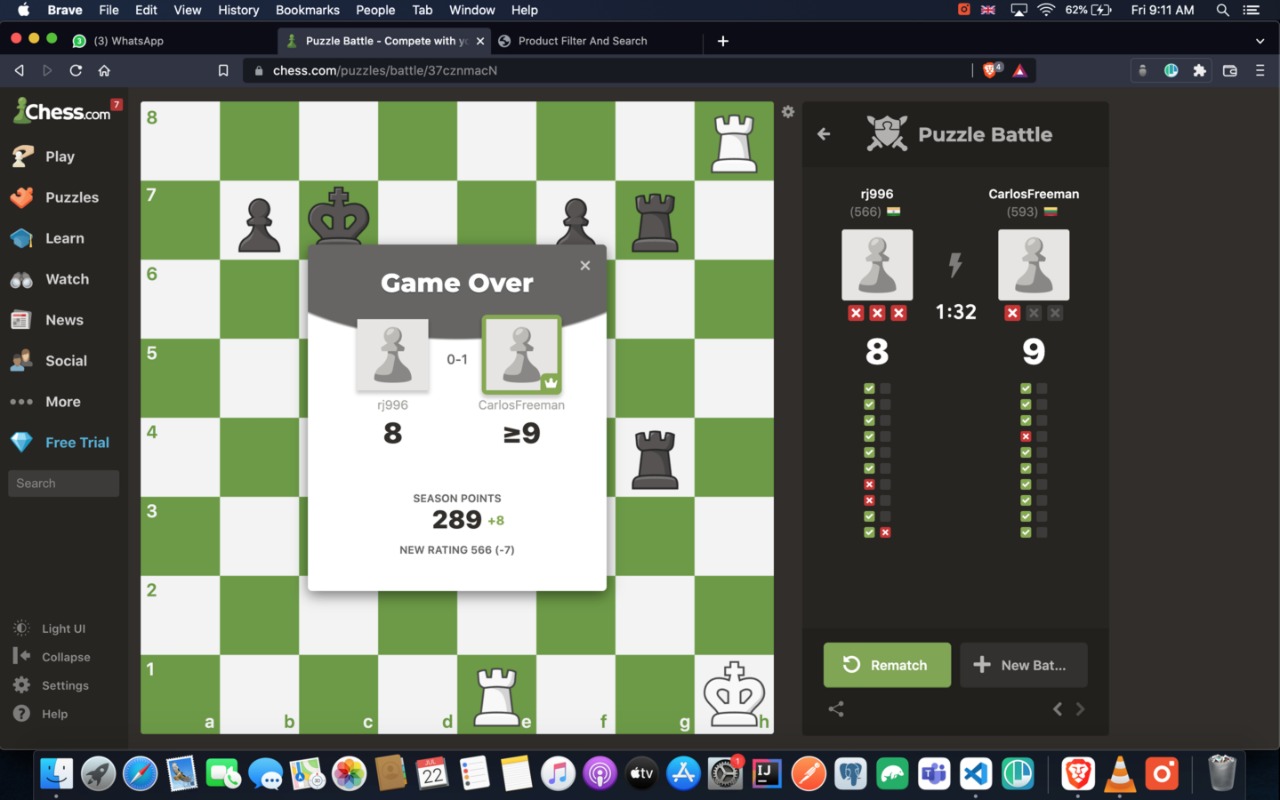 Brave File Edit View History Bookmarks People Tab Window Help 62% Fri 9:11 AM
(3) WhatsApp
Puzzle Battle - Compete with yo
Product Filter And Search
chess.com/puzzles/battle/37cznmacN
4
Chess.com 7
Play
Puzzles
Learn
Watch
News
Social
More
Free Trial
Search
Light UI
Collapse
Settings
Help
8
7
6
5
4
3
2
1
a b c d e f g h
Game Over
0-1
rj996 CarlosFreeman
8 ≥9
SEASON POINTS
289 +8
NEW RATING 566 (-7)
Puzzle Battle
rj996 CarlosFreeman
(566) (593)
1:32
8 9
Rematch
New Bat...
JUL
22
tv
1
IJ